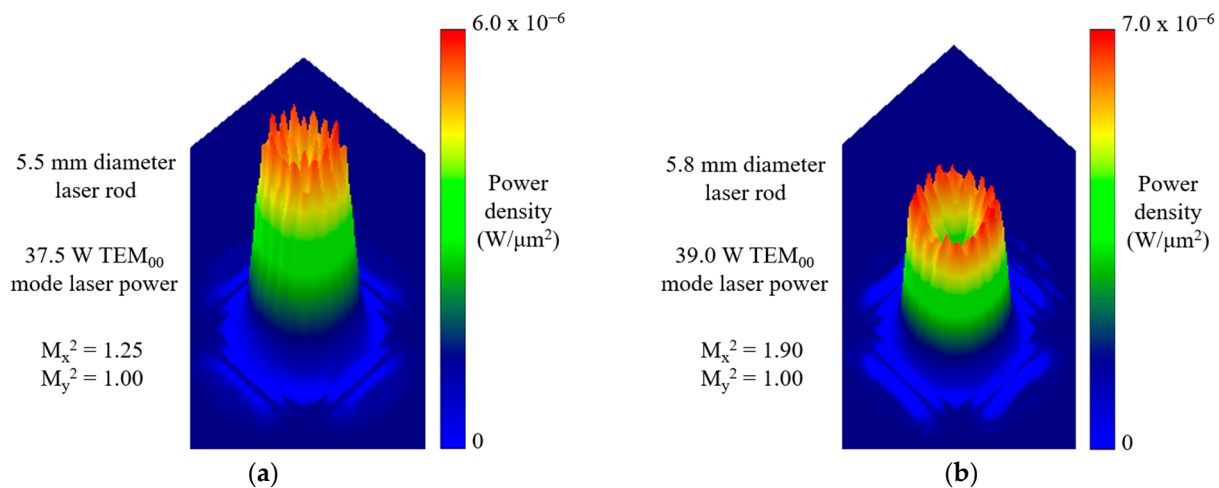 6.0 x 10⁻⁶
5.5 mm diameter
laser rod
37.5 W TEM₀₀
mode laser power
Mₓ² = 1.25
Mᵧ² = 1.00
Power
density
(W/μm²)
0
(a)
7.0 x 10⁻⁶
5.8 mm diameter
laser rod
39.0 W TEM₀₀
mode laser power
Mₓ² = 1.90
Mᵧ² = 1.00
Power
density
(W/μm²)
0
(b)